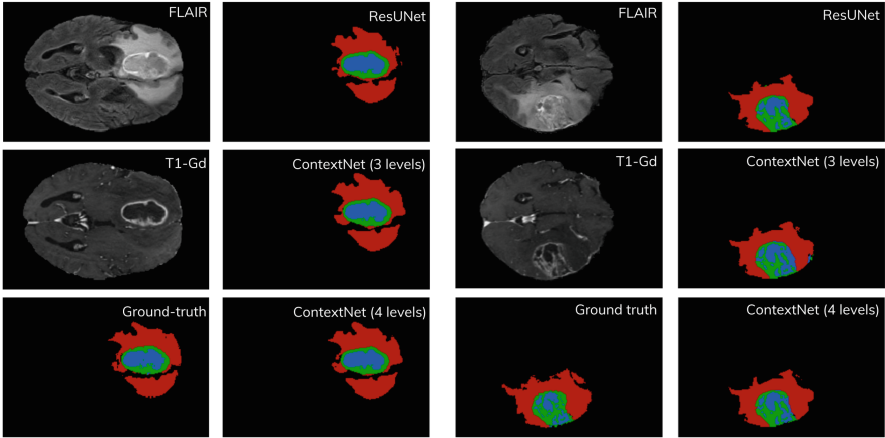 FLAIR
ResUNet
FLAIR
ResUNet
T1-Gd
ContextNet (3 levels)
T1-Gd
ContextNet (3 levels)
Ground-truth
ContextNet (4 levels)
Ground truth
ContextNet (4 levels)